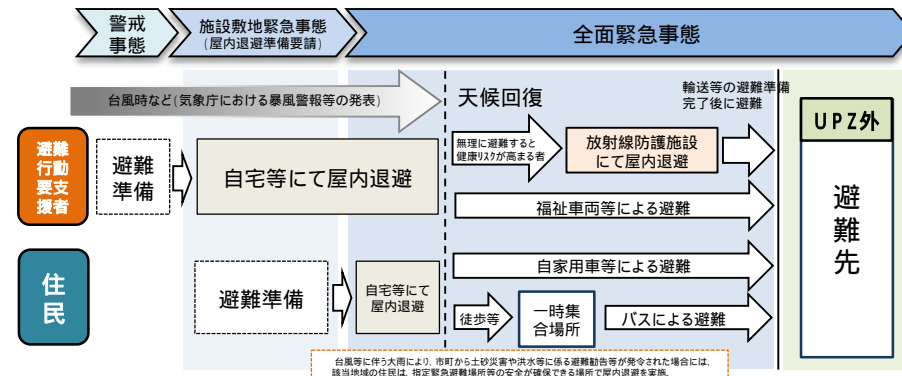 警戒
事態
施設敷地緊急事態
(屋内退避準備要請)
全面緊急事態
台風時など(気象庁における暴風警報等の発表)
天候回復
輸送等の避難準備
完了後に避難
UPZ外
避難
行動
要支
援者
避難
準備
自宅等にて屋内退避
無理に避難すると
健康リスクが高まる者
放射線防護施設
にて屋内退避
福祉車両等による避難
避難先
住民
避難準備
自宅等にて
屋内退避
自家用車等による避難
徒歩等
一時集
合場所
バスによる避難
台風等に伴う大雨により、市町から土砂災害や洪水等に係る避難勧告等が発令された場合には、
該当地域の住民は、指定緊急避難場所等の安全が確保できる場所で屋内退避を実施。